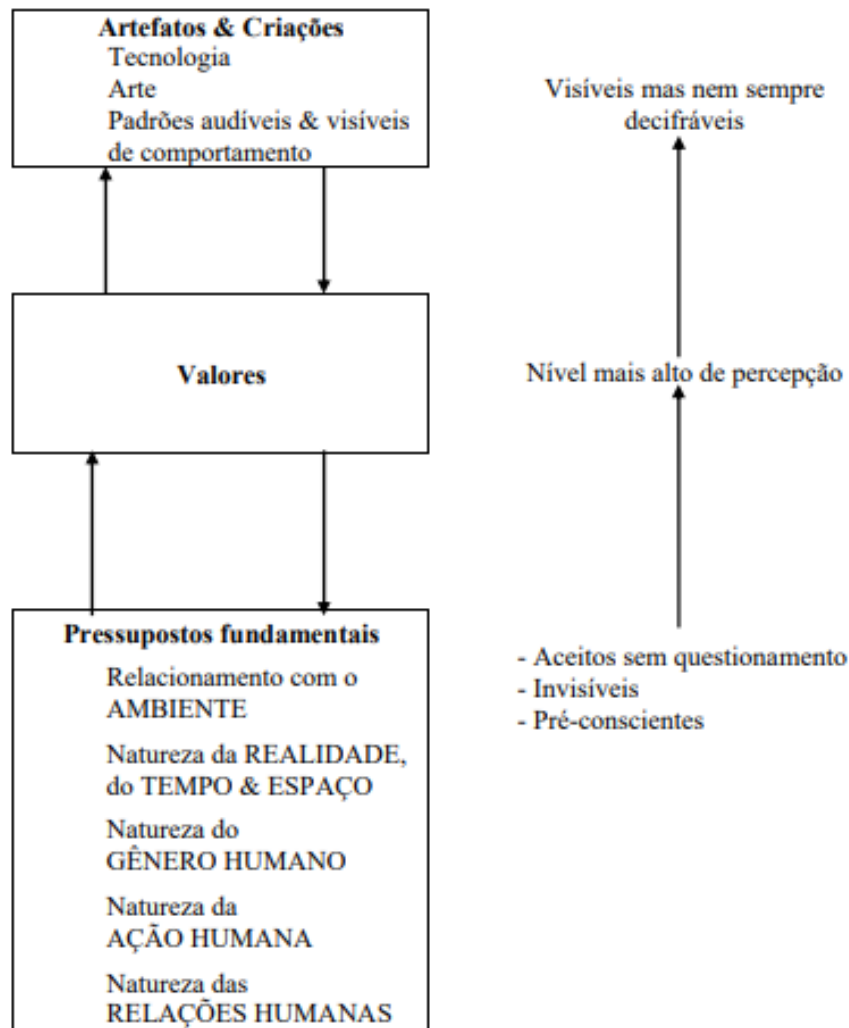 Artefatos & Criações
Tecnologia
Arte
Padrões audíveis & visíveis
de comportamento
Visíveis mas nem sempre
decifráveis
Valores
Nível mais alto de percepção
Pressupostos fundamentais
Relacionamento com o
AMBIENTE
Natureza da REALIDADE,
do TEMPO & ESPAÇO
Natureza do
GÊNERO HUMANO
Natureza da
AÇÃO HUMANA
Natureza das
RELAÇÕES HUMANAS
- Aceitos sem questionamento
- Invisíveis
- Pré-conscientes